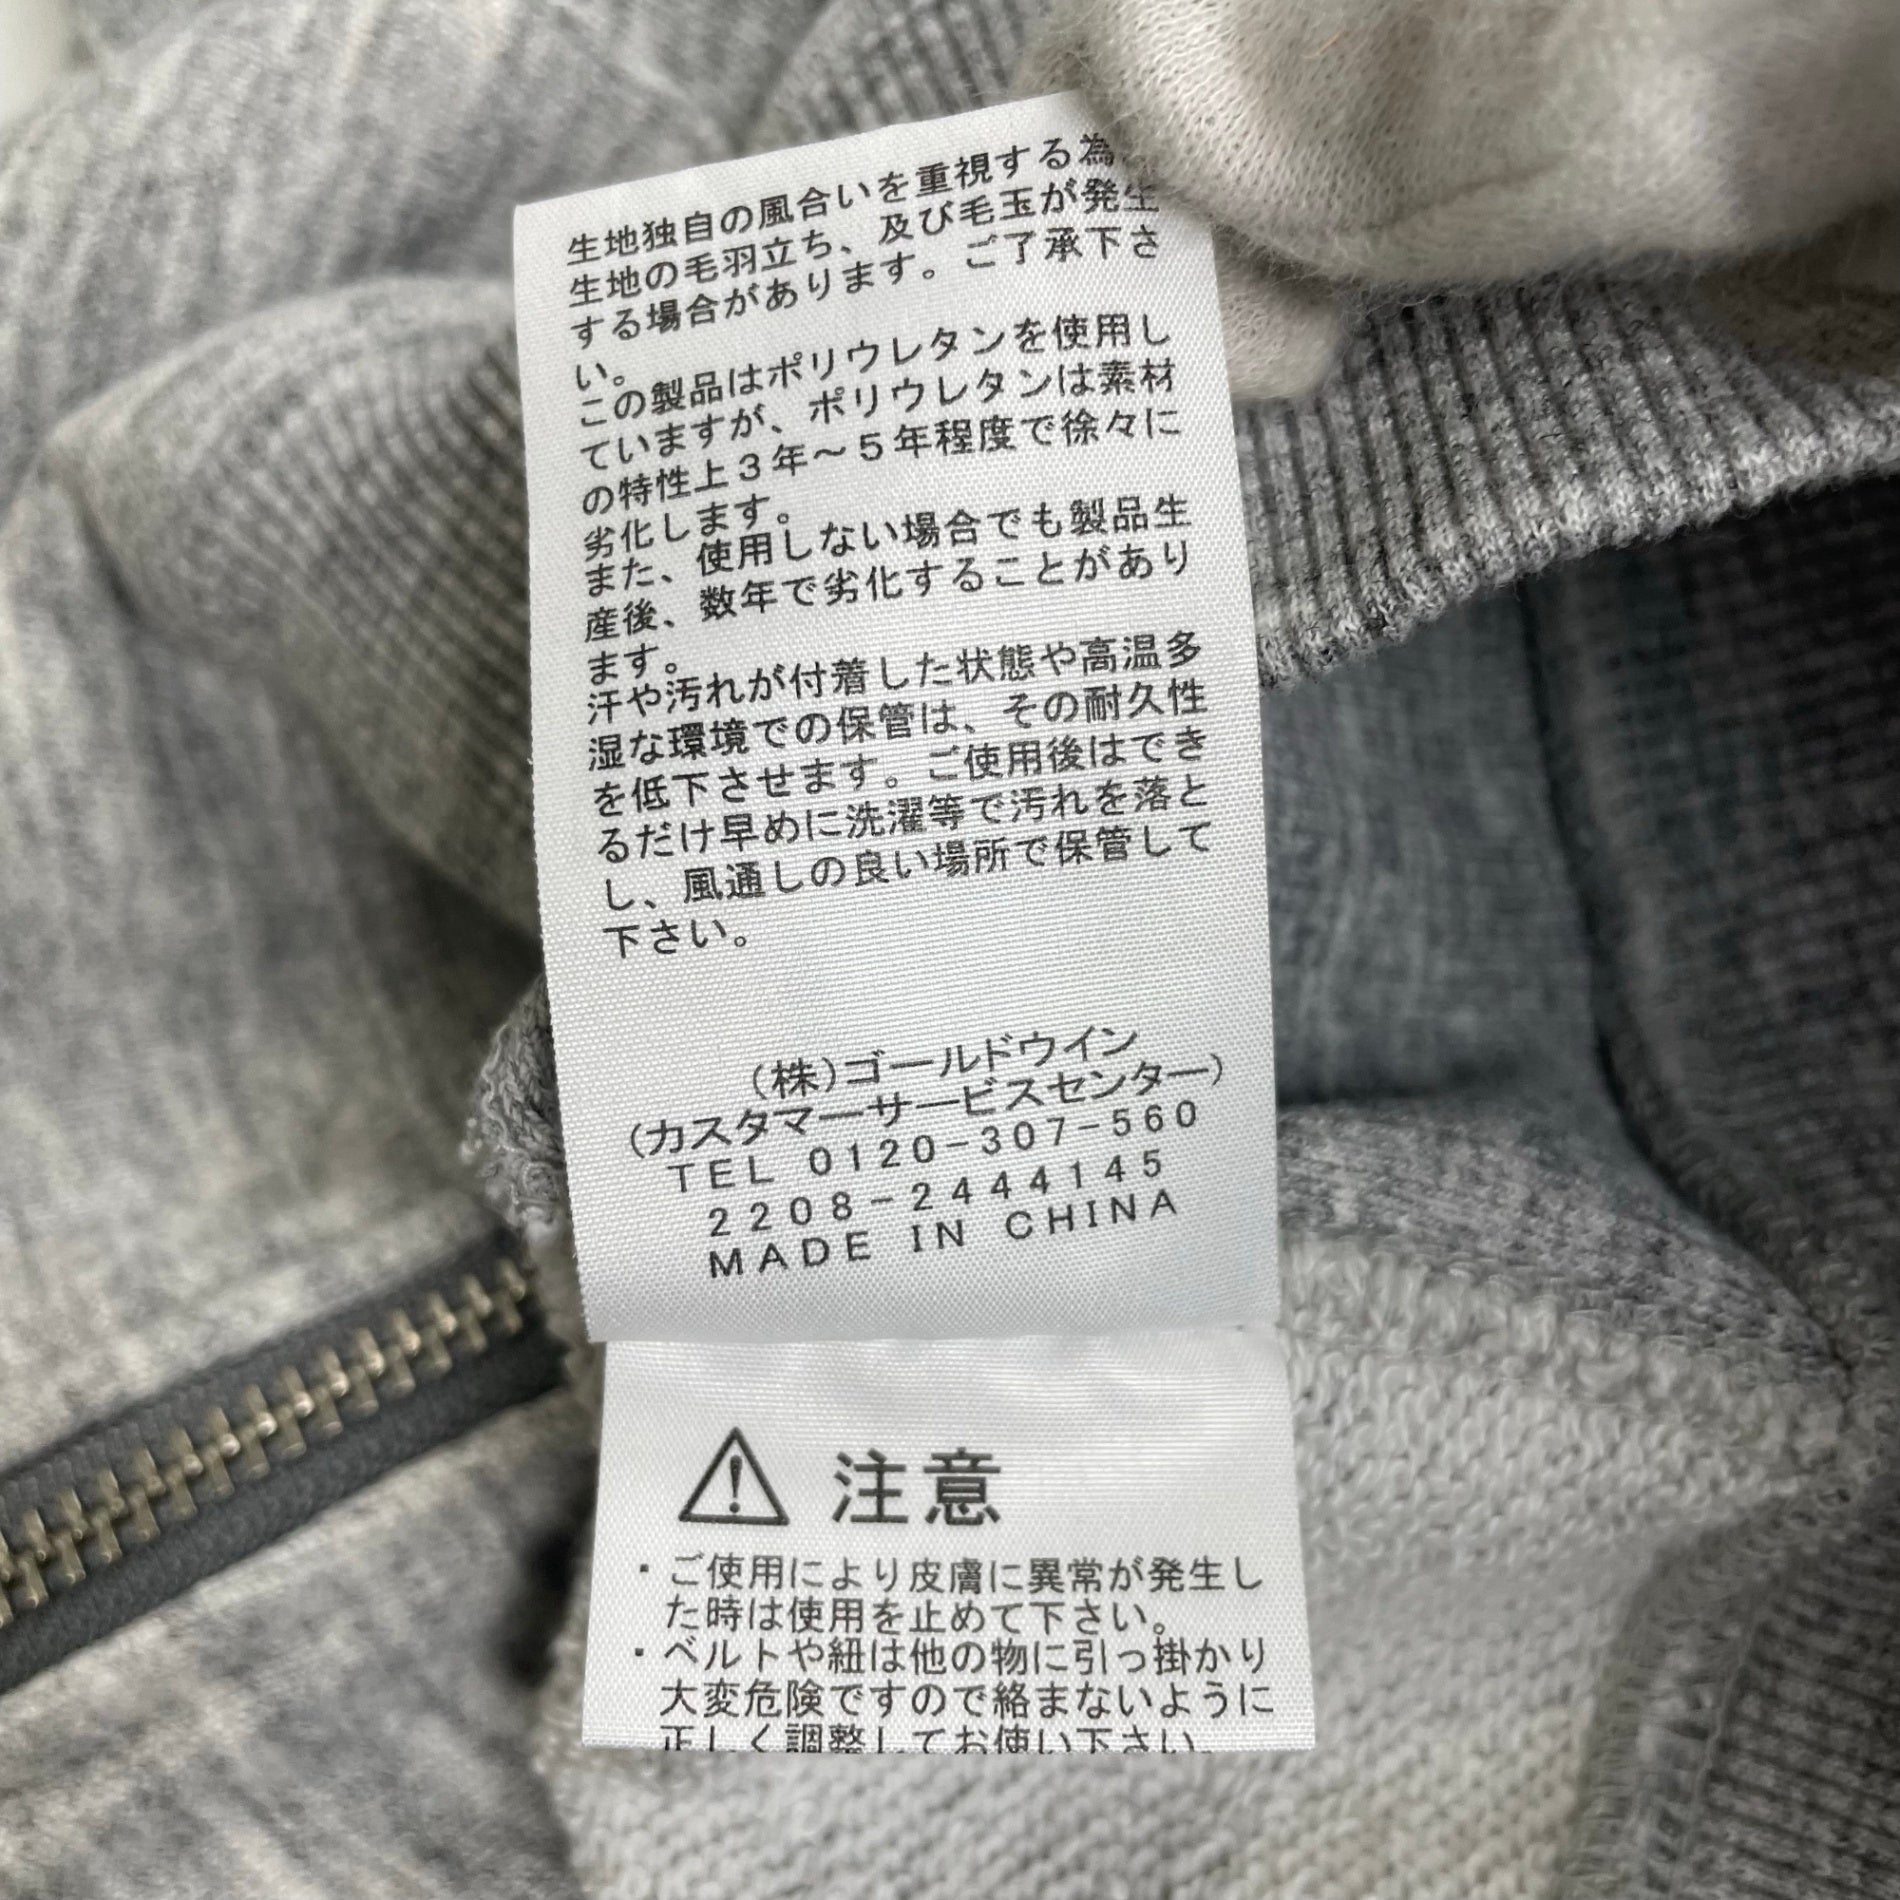 生地独自の風合いを重視する為、
生地の毛羽立ち、及び毛玉が発生
する場合があります。ご了承下さ
い。
この製品はポリウレタンを使用し
ていますが、ポリウレタンは素材
の特性上3年～5年程度で徐々に
劣化します。
また、使用しない場合でも製品生
産後、数年で劣化することがあり
ます。
汗や汚れが付着した状態や高温多
湿な環境での保管は、その耐久性
を低下させます。ご使用後はでき
るだけ早めに洗濯等で汚れを落と
し、風通しの良い場所で保管して
下さい。
(株)ゴールドウイン
(カスタマーサービスセンター)
TEL 0120-307-560
2208-2444145
MADE IN CHINA
注意
・ご使用により皮膚に異常が発生し
た時は使用を止めて下さい。
・ベルトや紐は他の物に引っ掛かり
大変危険ですので絡まないように
正しく調整してお使い下さい。